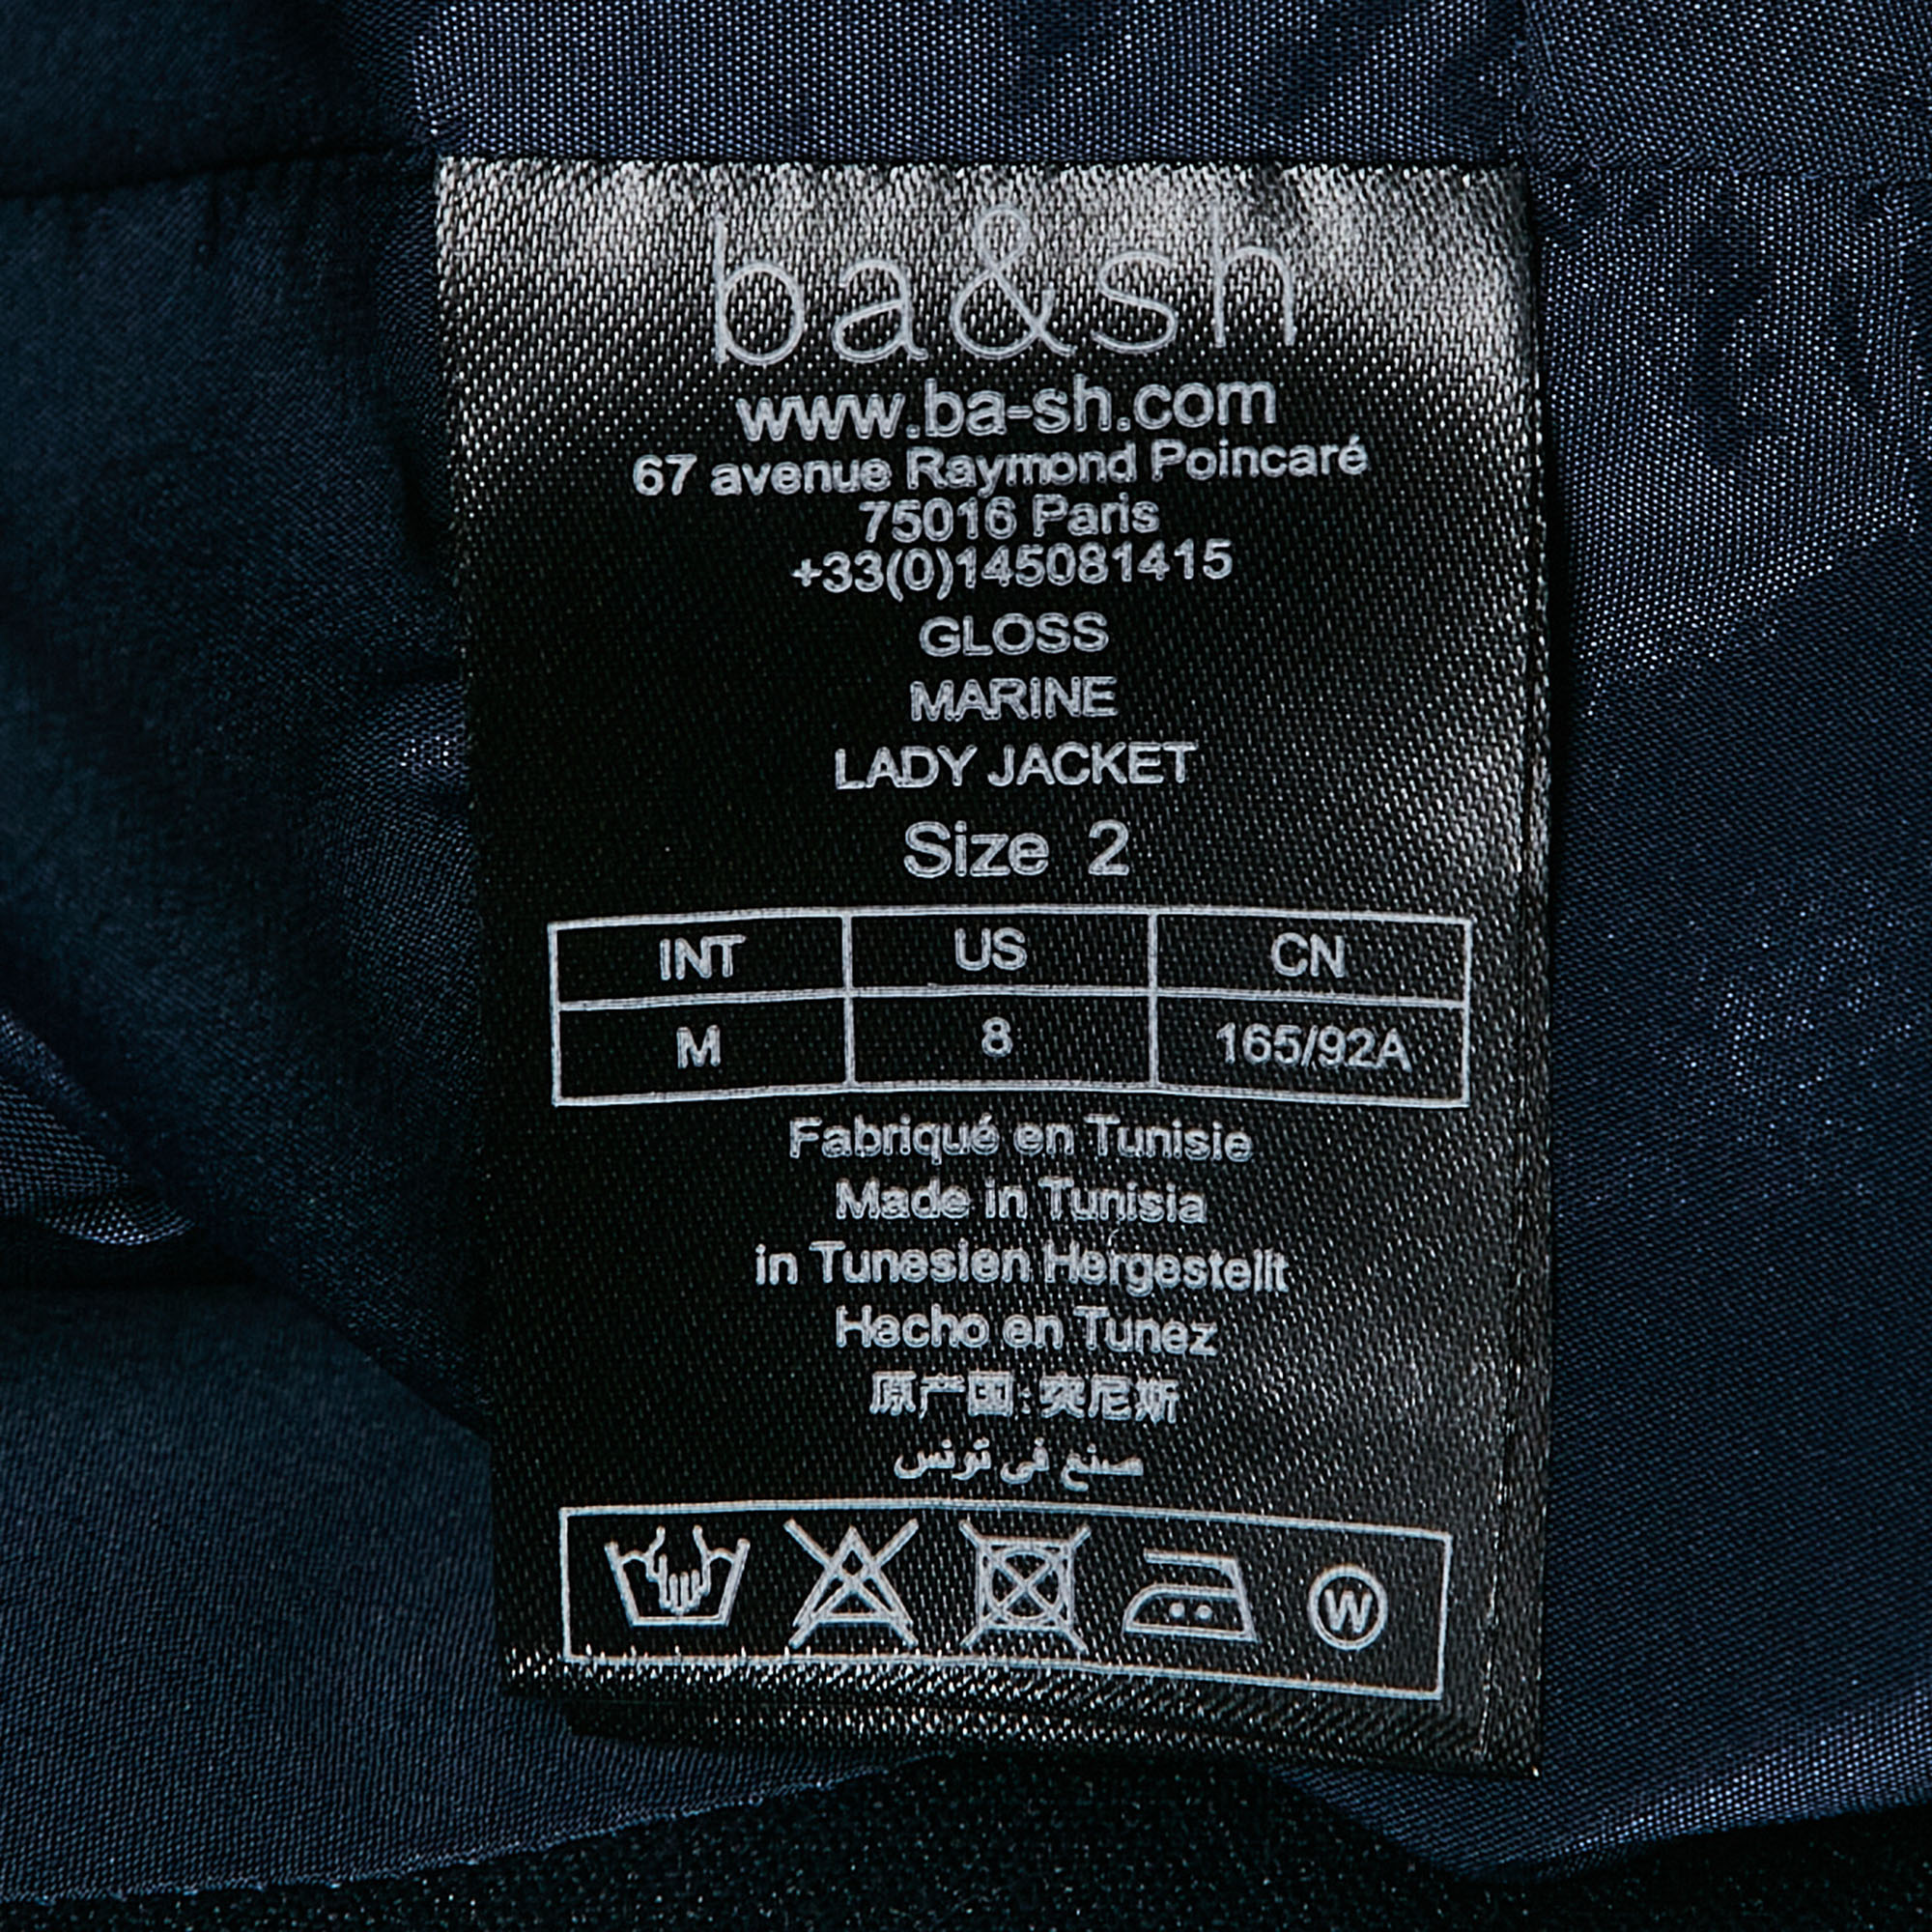 ba&sh
www.ba-sh.com
67 avenue Raymond Poincaré
75016 Paris
+33(0)145081415
GLOSS
MARINE
LADY JACKET
Size 2
INT US CN
M 8 165/92A
Fabriqué en Tunisie
Made in Tunisia
in Tunesien Hergestellt
Hecho en Tunez
原产国:突尼斯
صنع في تونس
W